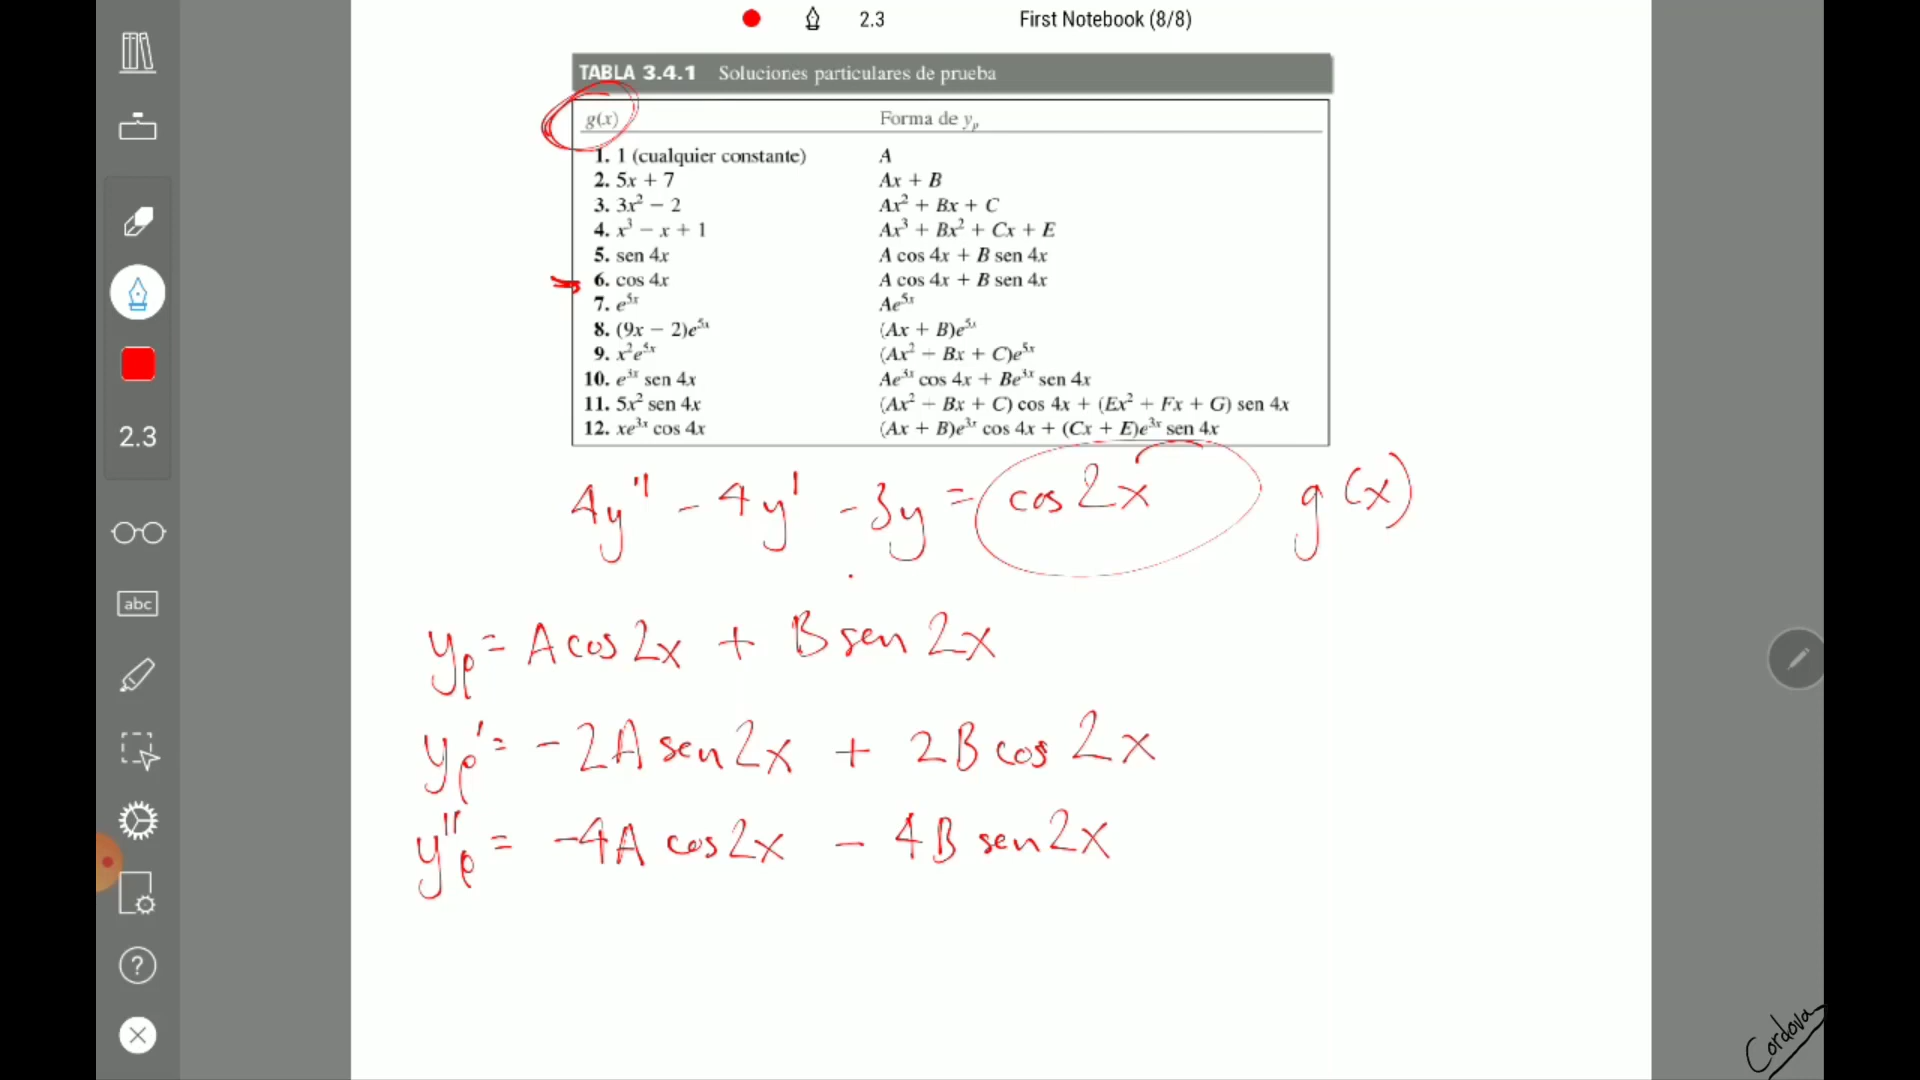 2.3 First Notebook (8/8)
TABLA 3.4.1 Soluciones particulares de prueba
g(x) Forma de yₚ
1. 1 (cualquier constante) A
2. 5x + 7 Ax + B
3. 3x² − 2 Ax² + Bx + C
4. x³ − x + 1 Ax³ + Bx² + Cx + E
5. sen 4x A cos 4x + B sen 4x
6. cos 4x A cos 4x + B sen 4x
7. e⁵ˣ Ae⁵ˣ
8. (9x − 2)e⁵ˣ (Ax + B)e⁵ˣ
9. x²e⁵ˣ (Ax² + Bx + C)e⁵ˣ
10. e³ˣ sen 4x Ae³ˣ cos 4x + Be³ˣ sen 4x
11. 5x² sen 4x (Ax² + Bx + C) cos 4x + (Ex² + Fx + G) sen 4x
12. xe³ˣ cos 4x (Ax + B)e³ˣ cos 4x + (Cx + E)e³ˣ sen 4x
4y'' − 4y' − 3y = cos 2x g(x)
yₚ = A cos 2x + B sen 2x
yₚ' = −2A sen 2x + 2B cos 2x
yₚ'' = −4A cos 2x − 4B sen 2x
2.3
abc
?
Cordova